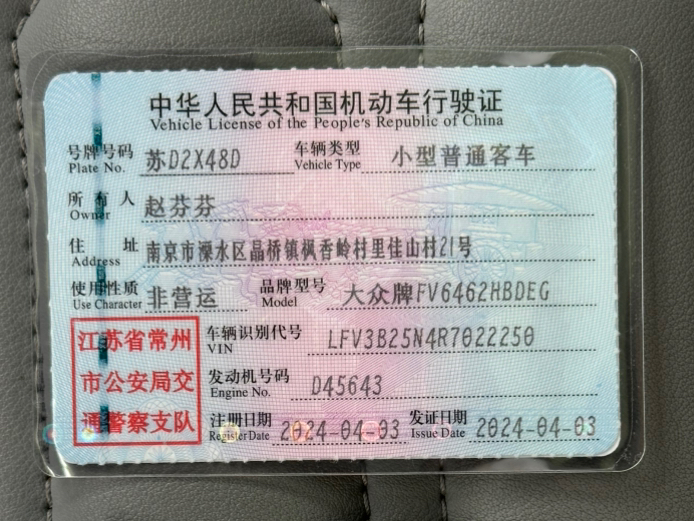 中华人民共和国机动车行驶证
Vehicle License of the People's Republic of China
号牌号码 苏D2X48D 车辆类型 小型普通客车
Plate No. Vehicle Type
所有人 赵芬芬
Owner
住址 南京市溧水区晶桥镇枫香岭村里佳山村21号
Address
使用性质 非营运 品牌型号 大众牌FV6462HBDEG
Use Character Model
江苏省常州
市公安局交
通警察支队
车辆识别代号 LFV3B25N4R7022250
VIN
发动机号码 D45643
Engine No.
注册日期 2024-04-03 发证日期 2024-04-03
Register Date Issue Date